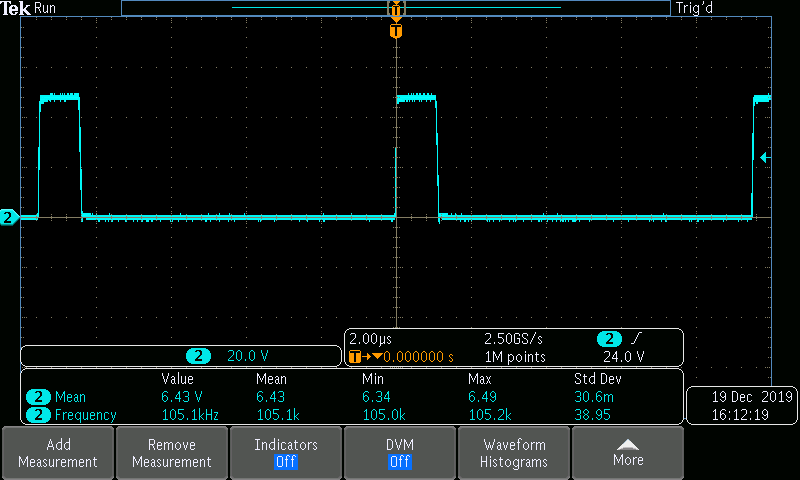 Tek Run
Trig'd
T
T
2
2 20.0 V
2.00µs 2.50GS/s 2
T 0.000000 s 1M points 24.0 V
Value Mean Min Max Std Dev
2 Mean 6.43 V 6.43 6.34 6.49 30.6m
2 Frequency 105.1kHz 105.1k 105.0k 105.2k 38.95
19 Dec 2019
16:12:19
Add Measurement
Remove Measurement
Indicators Off
DVM Off
Waveform Histograms
More